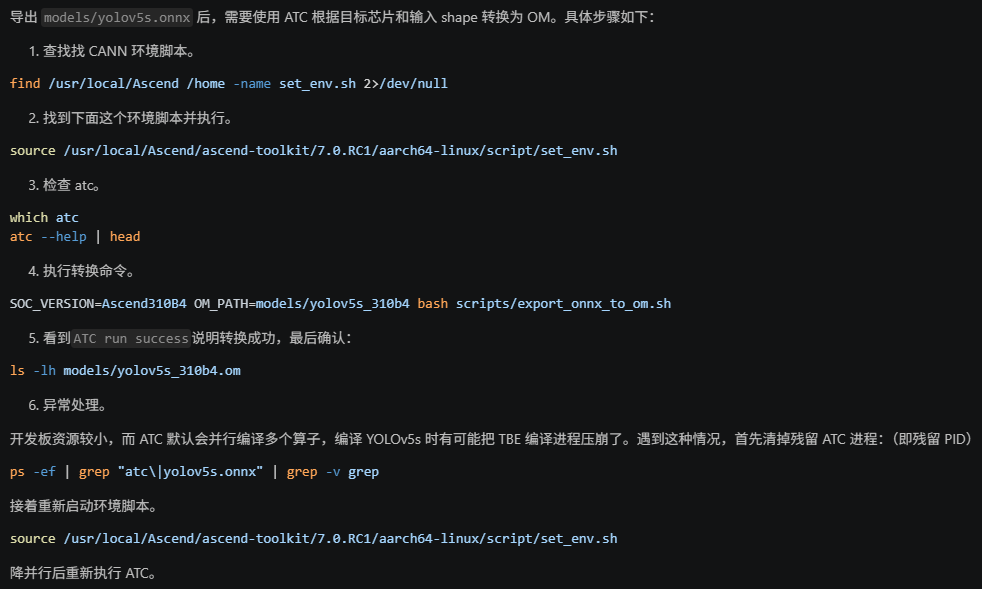 导出 models/yolov5s.onnx 后，需要使用 ATC 根据目标芯片和输入 shape 转换为 OM。具体步骤如下：
1. 查找找 CANN 环境脚本。
find /usr/local/Ascend /home -name set_env.sh 2>/dev/null
2. 找到下面这个环境脚本并执行。
source /usr/local/Ascend/ascend-toolkit/7.0.RC1/aarch64-linux/script/set_env.sh
3. 检查 atc。
which atc
atc --help | head
4. 执行转换命令。
SOC_VERSION=Ascend310B4 OM_PATH=models/yolov5s_310b4 bash scripts/export_onnx_to_om.sh
5. 看到 ATC run success 说明转换成功，最后确认：
ls -lh models/yolov5s_310b4.om
6. 异常处理。
开发板资源较小，而 ATC 默认会并行编译多个算子，编译 YOLOv5s 时有可能把 TBE 编译进程压崩了。遇到这种情况，首先清掉残留 ATC 进程：（即残留 PID）
ps -ef | grep "atc\|yolov5s.onnx" | grep -v grep
接着重新启动环境脚本。
source /usr/local/Ascend/ascend-toolkit/7.0.RC1/aarch64-linux/script/set_env.sh
降并行后重新执行 ATC。